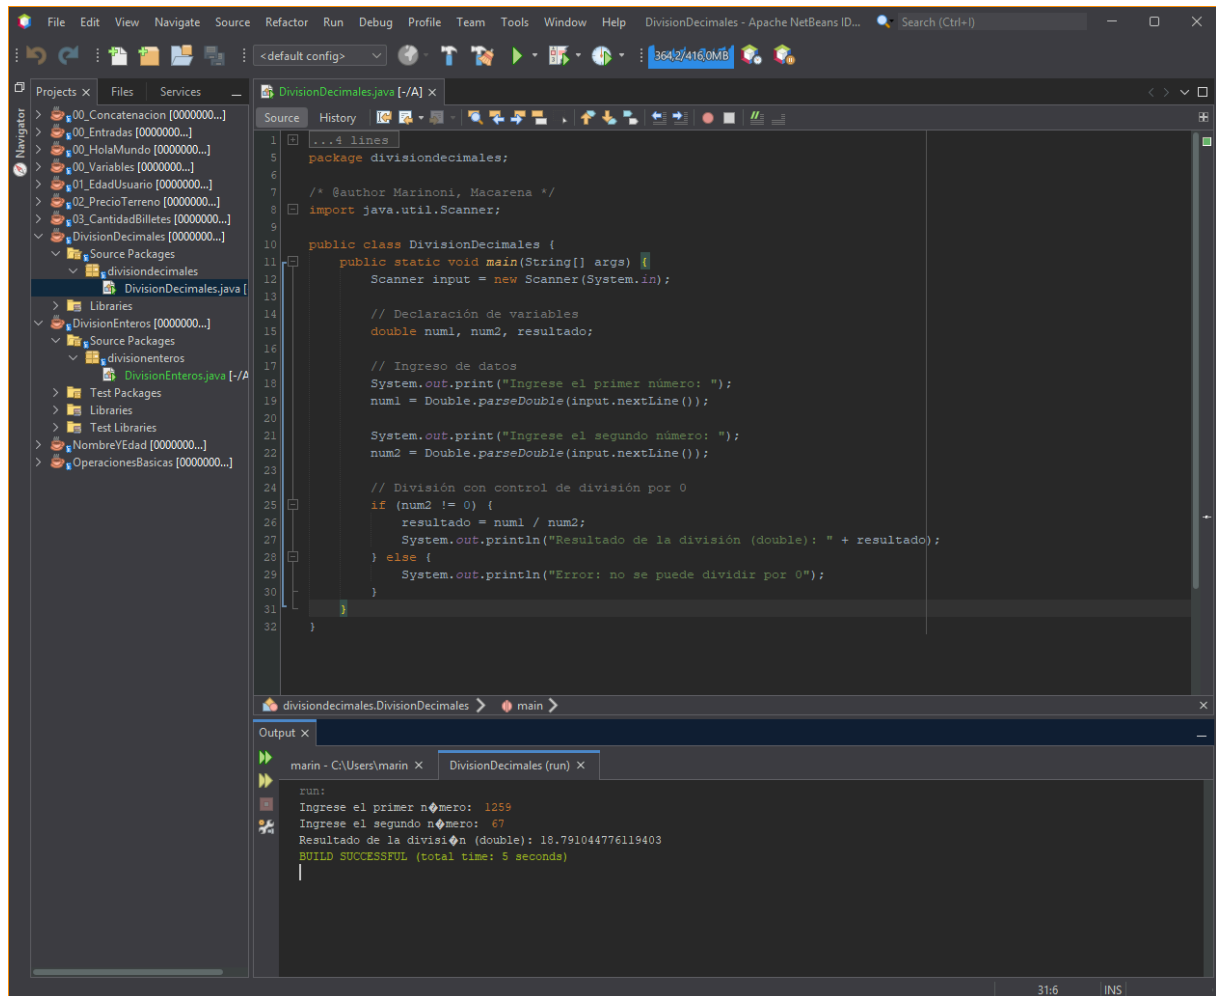 File Edit View Navigate Source Refactor Run Debug Profile Team Tools Window Help DivisionDecimales - Apache NetBeans ID... Search (Ctrl+I)
<default config> 364,2/416,0MB
Projects Files Services
Navigator
00_Concatenacion [0000000...]
00_Entradas [0000000...]
00_HolaMundo [0000000...]
00_Variables [0000000...]
01_EdadUsuario [0000000...]
02_PrecioTerreno [0000000...]
03_CantidadBilletes [0000000...]
DivisionDecimales [0000000...]
Source Packages
divisiondecimales
DivisionDecimales.java [
Libraries
DivisionEnteros [0000000...]
Source Packages
divisionenteros
DivisionEnteros.java [-/A
Test Packages
Libraries
Test Libraries
NombreYEdad [0000000...]
OperacionesBasicas [0000000...]
DivisionDecimales.java [-/A]
Source History
1 ...4 lines
5 package divisiondecimales;
6
7 /* @author Marinoni, Macarena */
8 import java.util.Scanner;
9
10 public class DivisionDecimales {
11 public static void main(String[] args) {
12 Scanner input = new Scanner(System.in);
13
14 // Declaración de variables
15 double num1, num2, resultado;
16
17 // Ingreso de datos
18 System.out.print("Ingrese el primer número: ");
19 num1 = Double.parseDouble(input.nextLine());
20
21 System.out.print("Ingrese el segundo número: ");
22 num2 = Double.parseDouble(input.nextLine());
23
24 // División con control de división por 0
25 if (num2 != 0) {
26 resultado = num1 / num2;
27 System.out.println("Resultado de la división (double): " + resultado);
28 } else {
29 System.out.println("Error: no se puede dividir por 0");
30 }
31 }
32 }
divisiondecimales.DivisionDecimales main
Output
marin - C:\Users\marin DivisionDecimales (run)
run:
Ingrese el primer n�mero: 1259
Ingrese el segundo n�mero: 67
Resultado de la divisi�n (double): 18.791044776119403
BUILD SUCCESSFUL (total time: 5 seconds)
31:6 INS